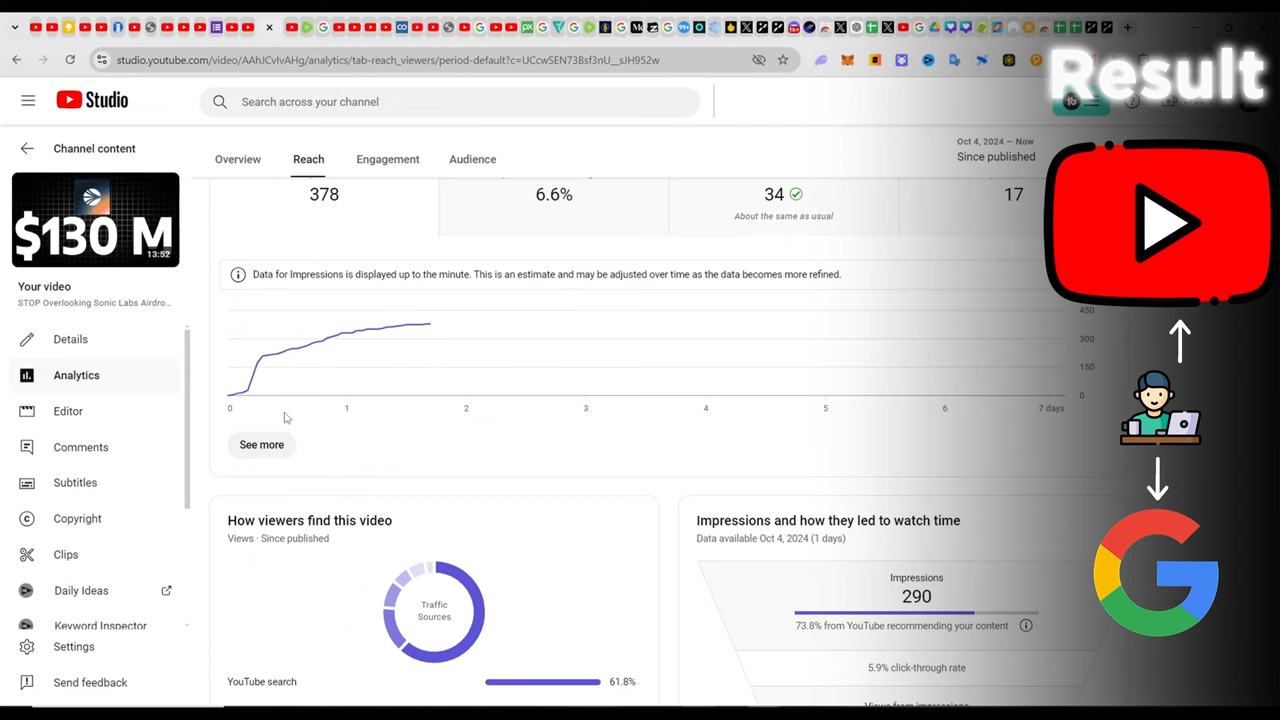 studio.youtube.com/video/AAhJCvIvAHg/analytics/tab-reach_viewers/period-default?c=UCcwSEN73Bsf3nU__sJH952w
Result
Studio
Search across your channel
Channel content
Overview
Reach
Engagement
Audience
Oct 4, 2024 — Now
Since published
378
6.6%
34
About the same as usual
17
$130 M
13:52
Your video
STOP Overlooking Sonic Labs Airdro...
Details
Analytics
Editor
Comments
Subtitles
Copyright
Clips
Daily Ideas
Keyword Inspector
Settings
Send feedback
Data for Impressions is displayed up to the minute. This is an estimate and may be adjusted over time as the data becomes more refined.
450
300
150
0
0 1 2 3 4 5 6 7 days
See more
How viewers find this video
Views · Since published
Traffic
Sources
YouTube search
61.8%
Impressions and how they led to watch time
Data available Oct 4, 2024 (1 days)
Impressions
290
73.8% from YouTube recommending your content
5.9% click-through rate